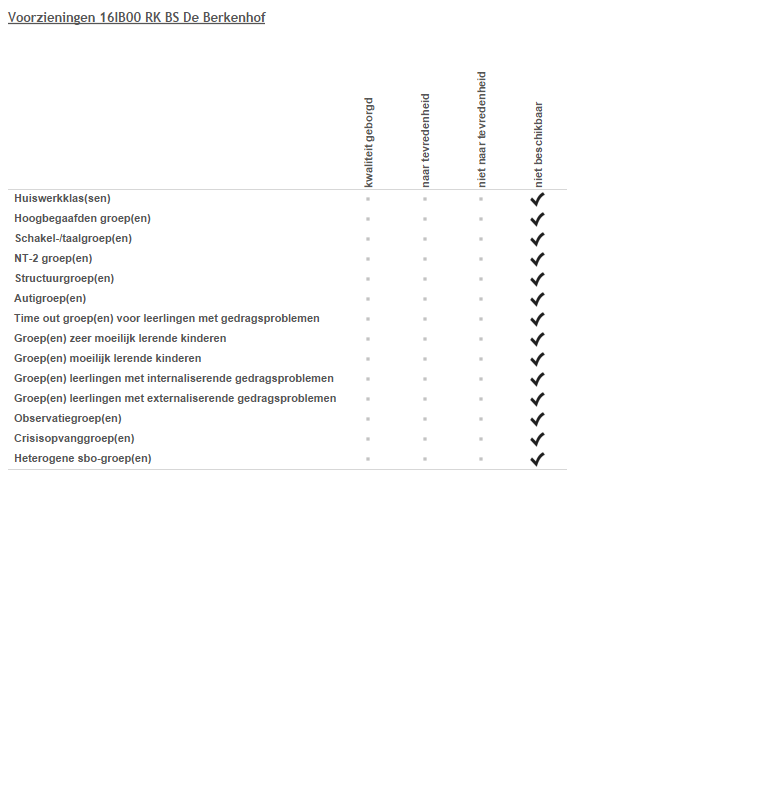 Voorzieningen 16IB00 RK BS De Berkenhof
kwaliteit geborgd
naar tevredenheid
niet naar tevredenheid
niet beschikbaar
Huiswerkklas(sen)
Hoogbegaafden groep(en)
Schakel-/taalgroep(en)
NT-2 groep(en)
Structuurgroep(en)
Autigroep(en)
Time out groep(en) voor leerlingen met gedragsproblemen
Groep(en) zeer moeilijk lerende kinderen
Groep(en) moeilijk lerende kinderen
Groep(en) leerlingen met internaliserende gedragsproblemen
Groep(en) leerlingen met externaliserende gedragsproblemen
Observatiegroep(en)
Crisisopvanggroep(en)
Heterogene sbo-groep(en)